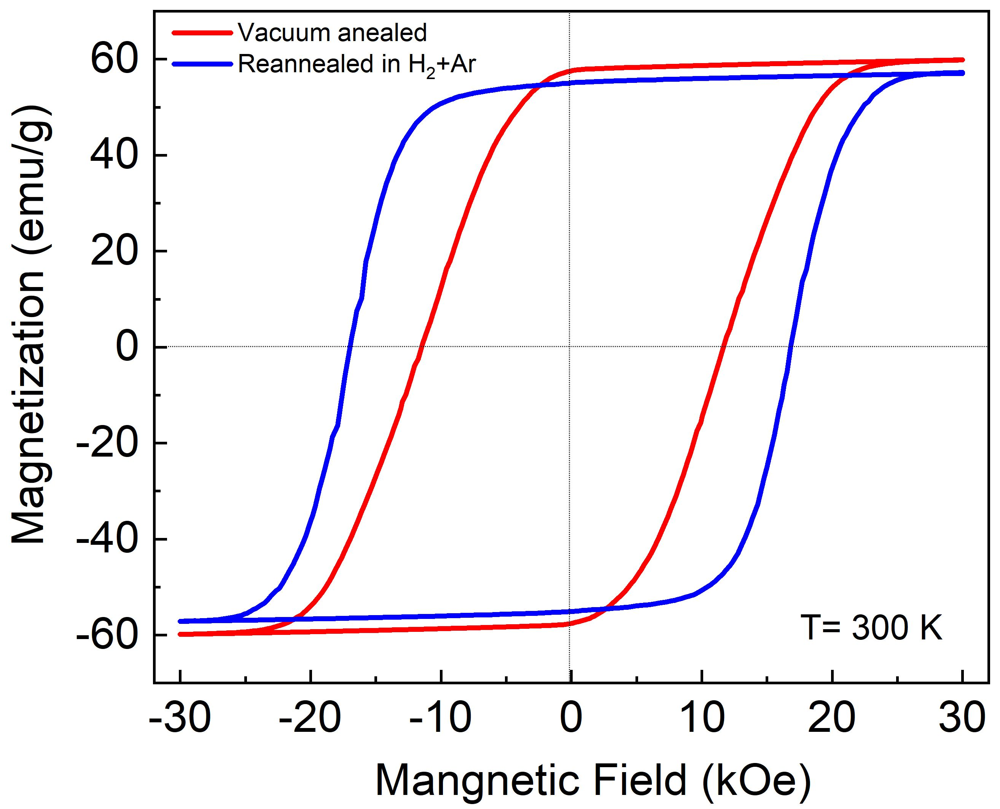 Vacuum anealed
Reannealed in H2+Ar
60
40
20
0
-20
-40
-60
Magnetization (emu/g)
T= 300 K
-30 -20 -10 0 10 20 30
Mangnetic Field (kOe)